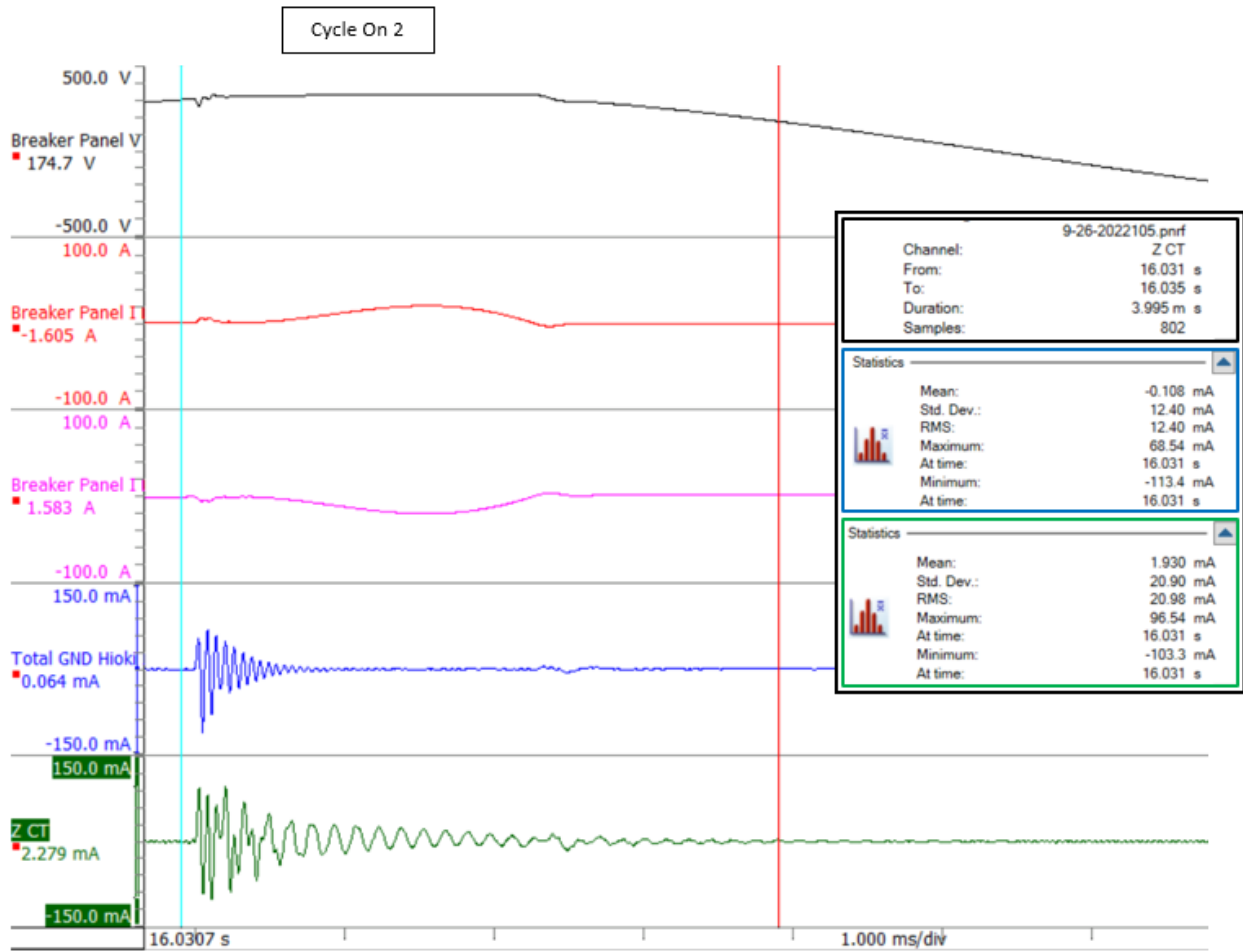 Cycle On 2
500.0 V
Breaker Panel V
174.7 V
-500.0 V
100.0 A
Breaker Panel I
-1.605 A
-100.0 A
100.0 A
Breaker Panel I
1.583 A
-100.0 A
150.0 mA
Total GND Hioki
0.064 mA
-150.0 mA
150.0 mA
Z CT
2.279 mA
-150.0 mA
16.0307 s
1.000 ms/div
9-26-2022105.pnrf
Channel: Z CT
From: 16.031 s
To: 16.035 s
Duration: 3.995 m s
Samples: 802
Statistics
Mean: -0.108 mA
Std. Dev.: 12.40 mA
RMS: 12.40 mA
Maximum: 68.54 mA
At time: 16.031 s
Minimum: -113.4 mA
At time: 16.031 s
Statistics
Mean: 1.930 mA
Std. Dev.: 20.90 mA
RMS: 20.98 mA
Maximum: 96.54 mA
At time: 16.031 s
Minimum: -103.3 mA
At time: 16.031 s